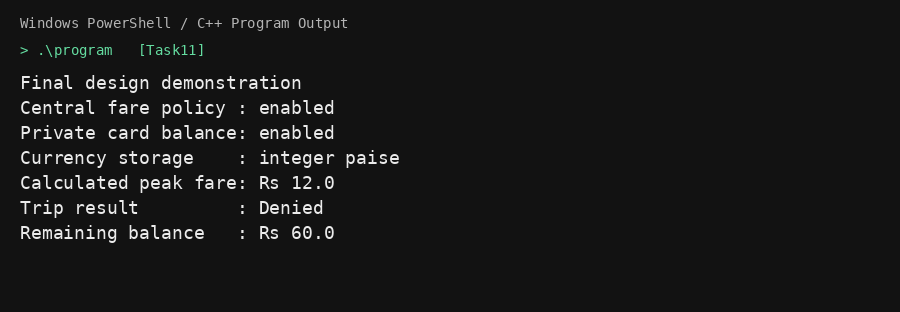 Windows PowerShell / C++ Program Output
> .\program   [Task11]
Final design demonstration
Central fare policy : enabled
Private card balance: enabled
Currency storage    : integer paise
Calculated peak fare: Rs 12.0
Trip result         : Denied
Remaining balance   : Rs 60.0